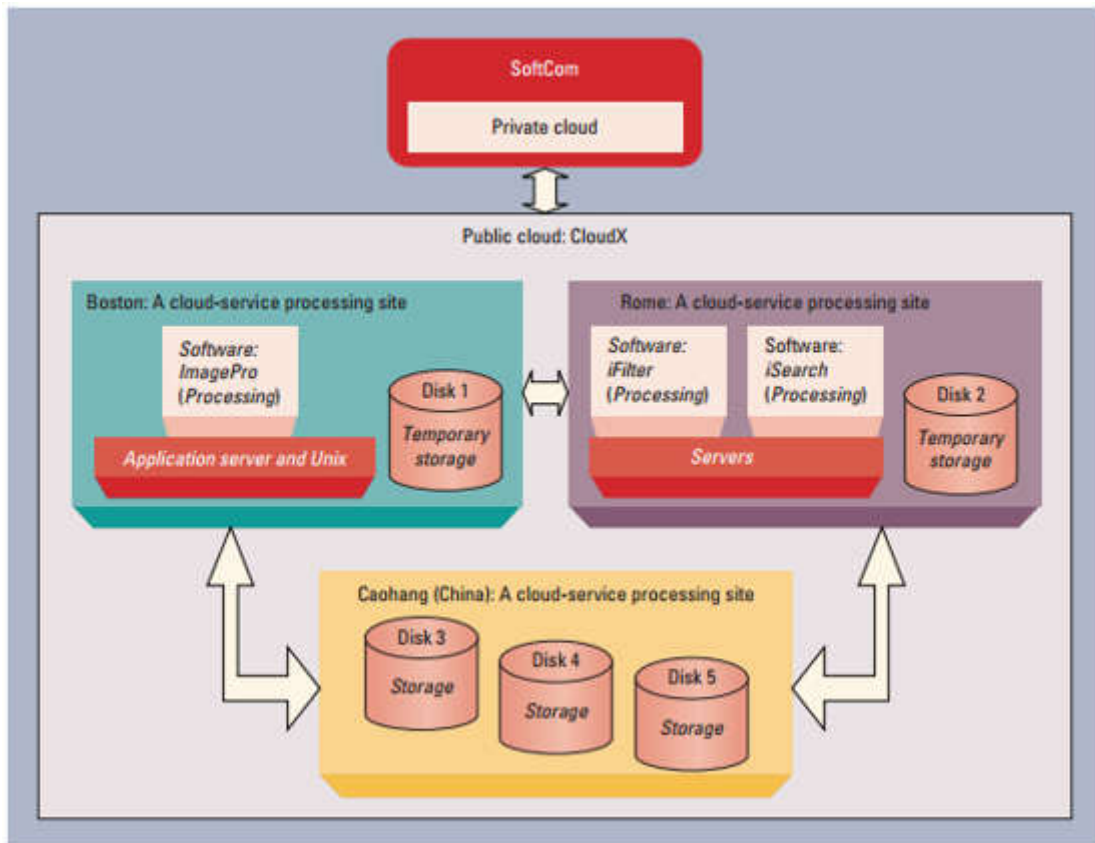 SoftCom
Private cloud
Public cloud: CloudX
Boston: A cloud-service processing site
Software:
ImagePro
(Processing)
Disk 1
Temporary
storage
Application server and Unix
Rome: A cloud-service processing site
Software:
iFilter
(Processing)
Software:
iSearch
(Processing)
Disk 2
Temporary
storage
Servers
Caohang (China): A cloud-service processing site
Disk 3
Storage
Disk 4
Storage
Disk 5
Storage